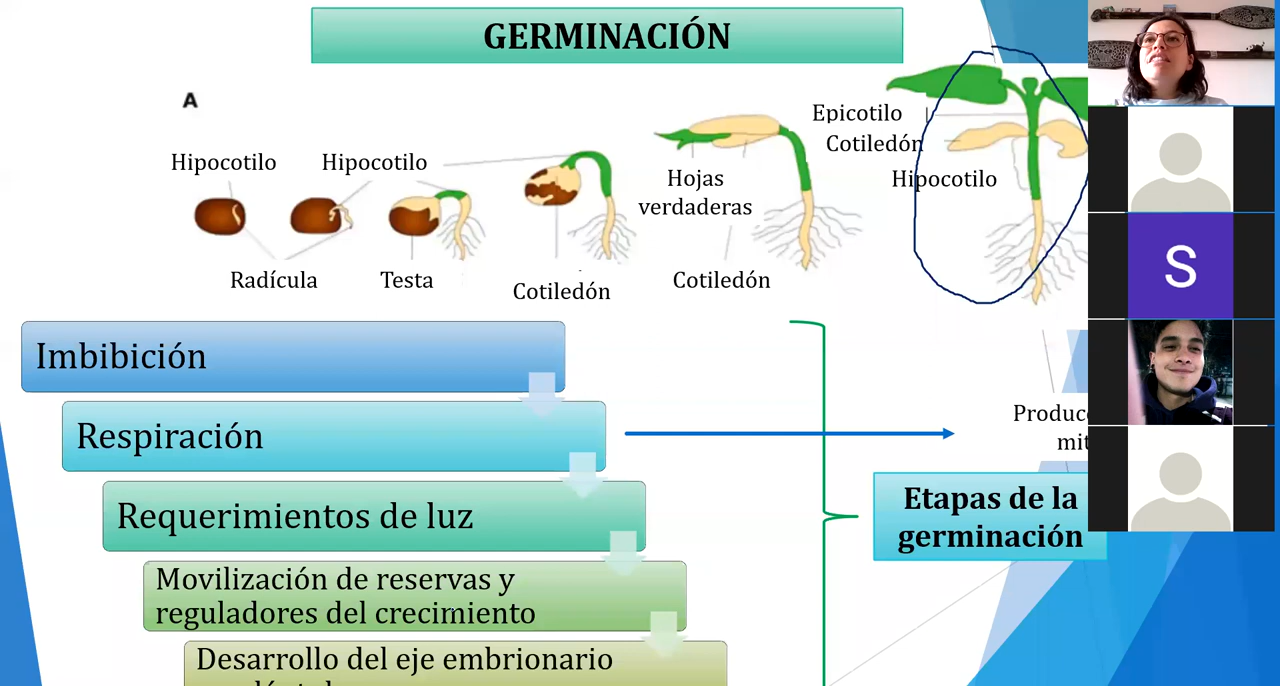 GERMINACIÓN
A
Epicotilo
Cotiledón
Hipocotilo
Hipocotilo
Hojas
verdaderas
Hipocotilo
Radícula
Testa
Cotiledón
Cotiledón
Imbibición
Respiración
Requerimientos de luz
Movilización de reservas y
reguladores del crecimiento
Desarrollo del eje embrionario
Etapas de la
germinación
S